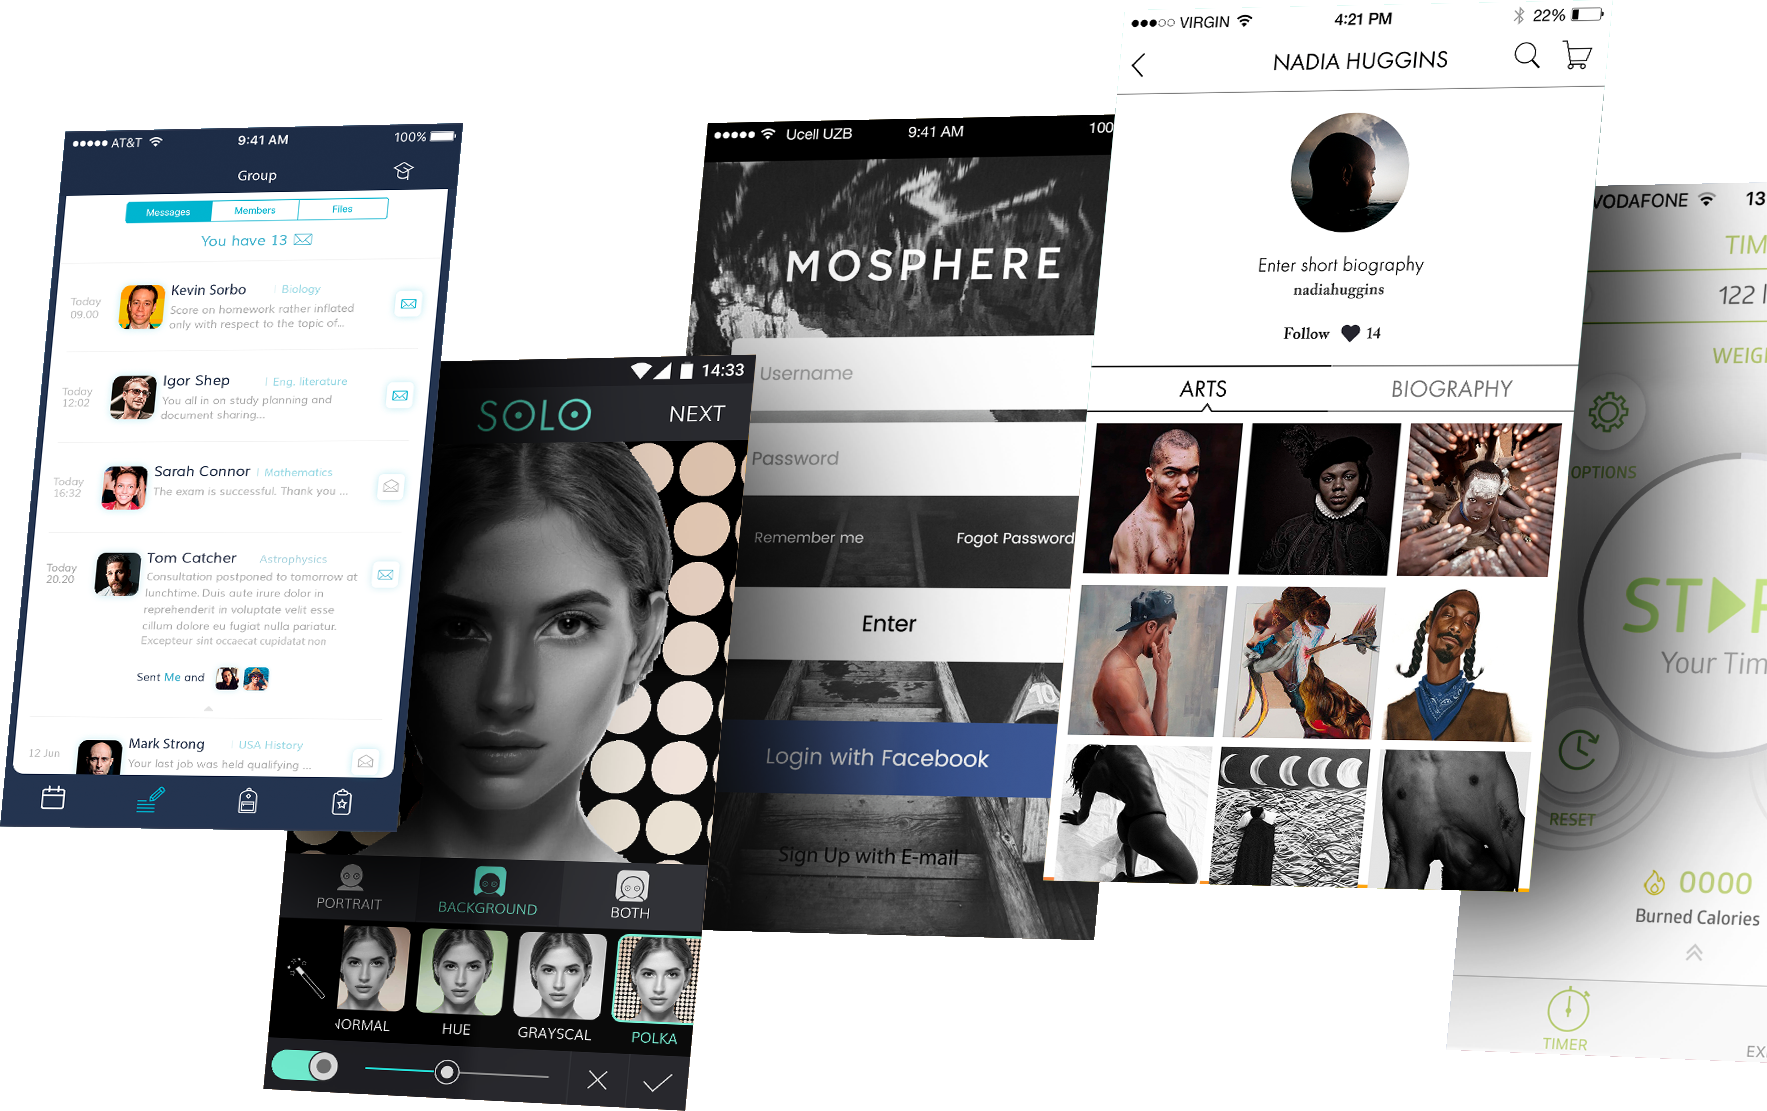 AT&T 9:41 AM 100%
Group
Messages Members Files
You have 13
Today
09.00
Kevin Sorbo Biology
Score on homework rather inflated
only with respect to the topic of...
Today
12:02
Igor Shep Eng. literature
You all in on study planning and
document sharing...
Today
16:32
Sarah Connor Mathematics
The exam is successful. Thank you ...
Today
20.20
Tom Catcher Astrophysics
Consultation postponed to tomorrow at
lunchtime. Duis aute irure dolor in
reprehenderit in voluptate velit esse
cillum dolore eu fugiat nulla pariatur.
Excepteur sint occaecat cupidatat non
Sent Me and
12 Jun
Mark Strong USA History
Your last job was held qualifying ...
14:33
SOLO NEXT
PORTRAIT BACKGROUND BOTH
NORMAL HUE GRAYSCAL POLKA
Ucell UZB 9:41 AM 100
MOSPHERE
Username
Password
Remember me Fogot Password
Enter
Login with Facebook
Sign Up with E-mail
VIRGIN 4:21 PM 22%
NADIA HUGGINS
Enter short biography
nadiahuggins
Follow 14
ARTS BIOGRAPHY
VODAFONE 13
TIM
122 l
WEIG
OPTIONS
START
Your Tim
RESET
0000
Burned Calories
TIMER
EX